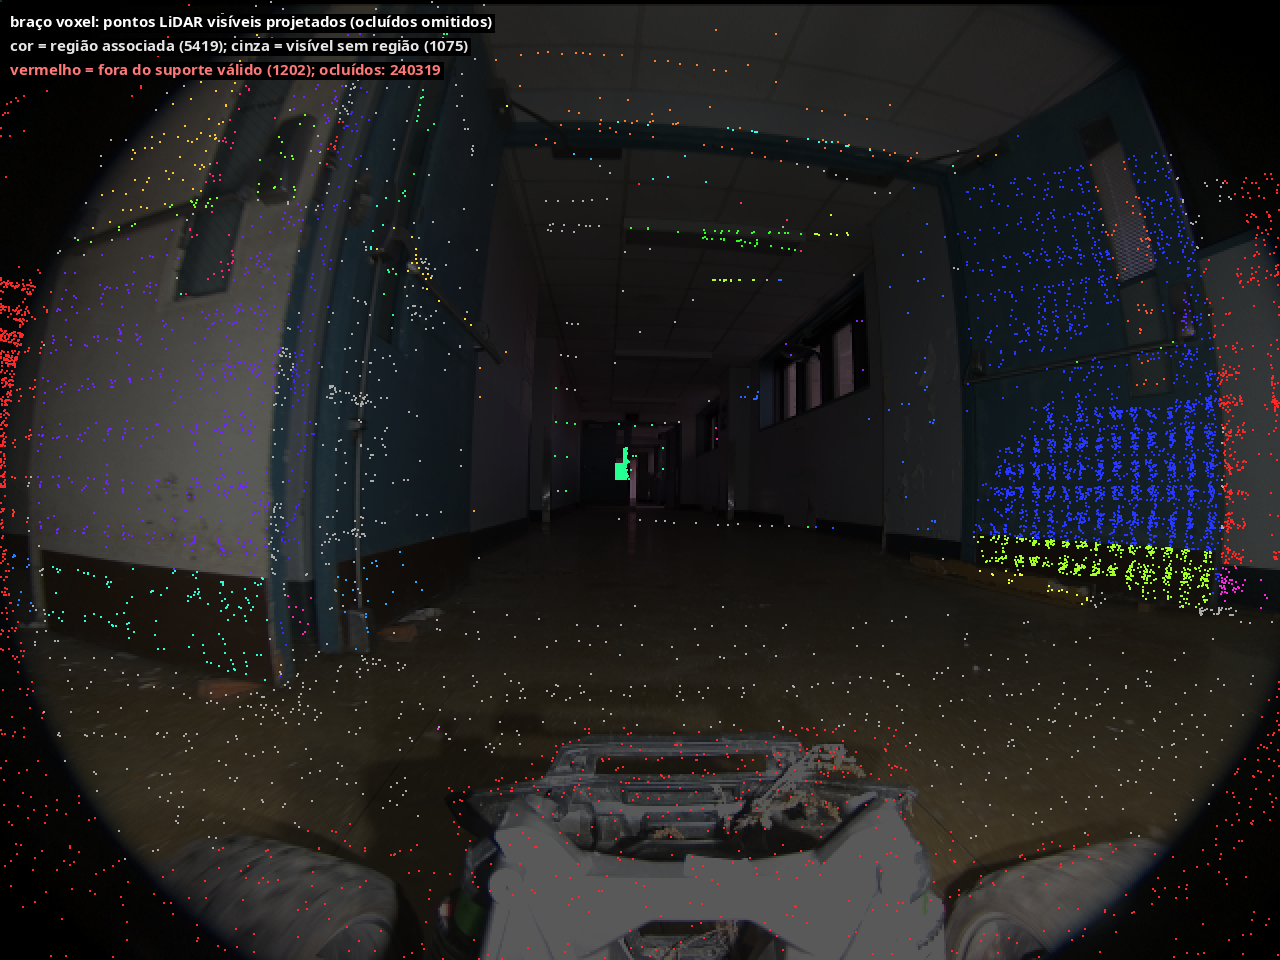 braço voxel: pontos LiDAR visíveis projetados (ocluídos omitidos)
cor = região associada (5419); cinza = visível sem região (1075)
vermelho = fora do suporte válido (1202); ocluídos: 240319